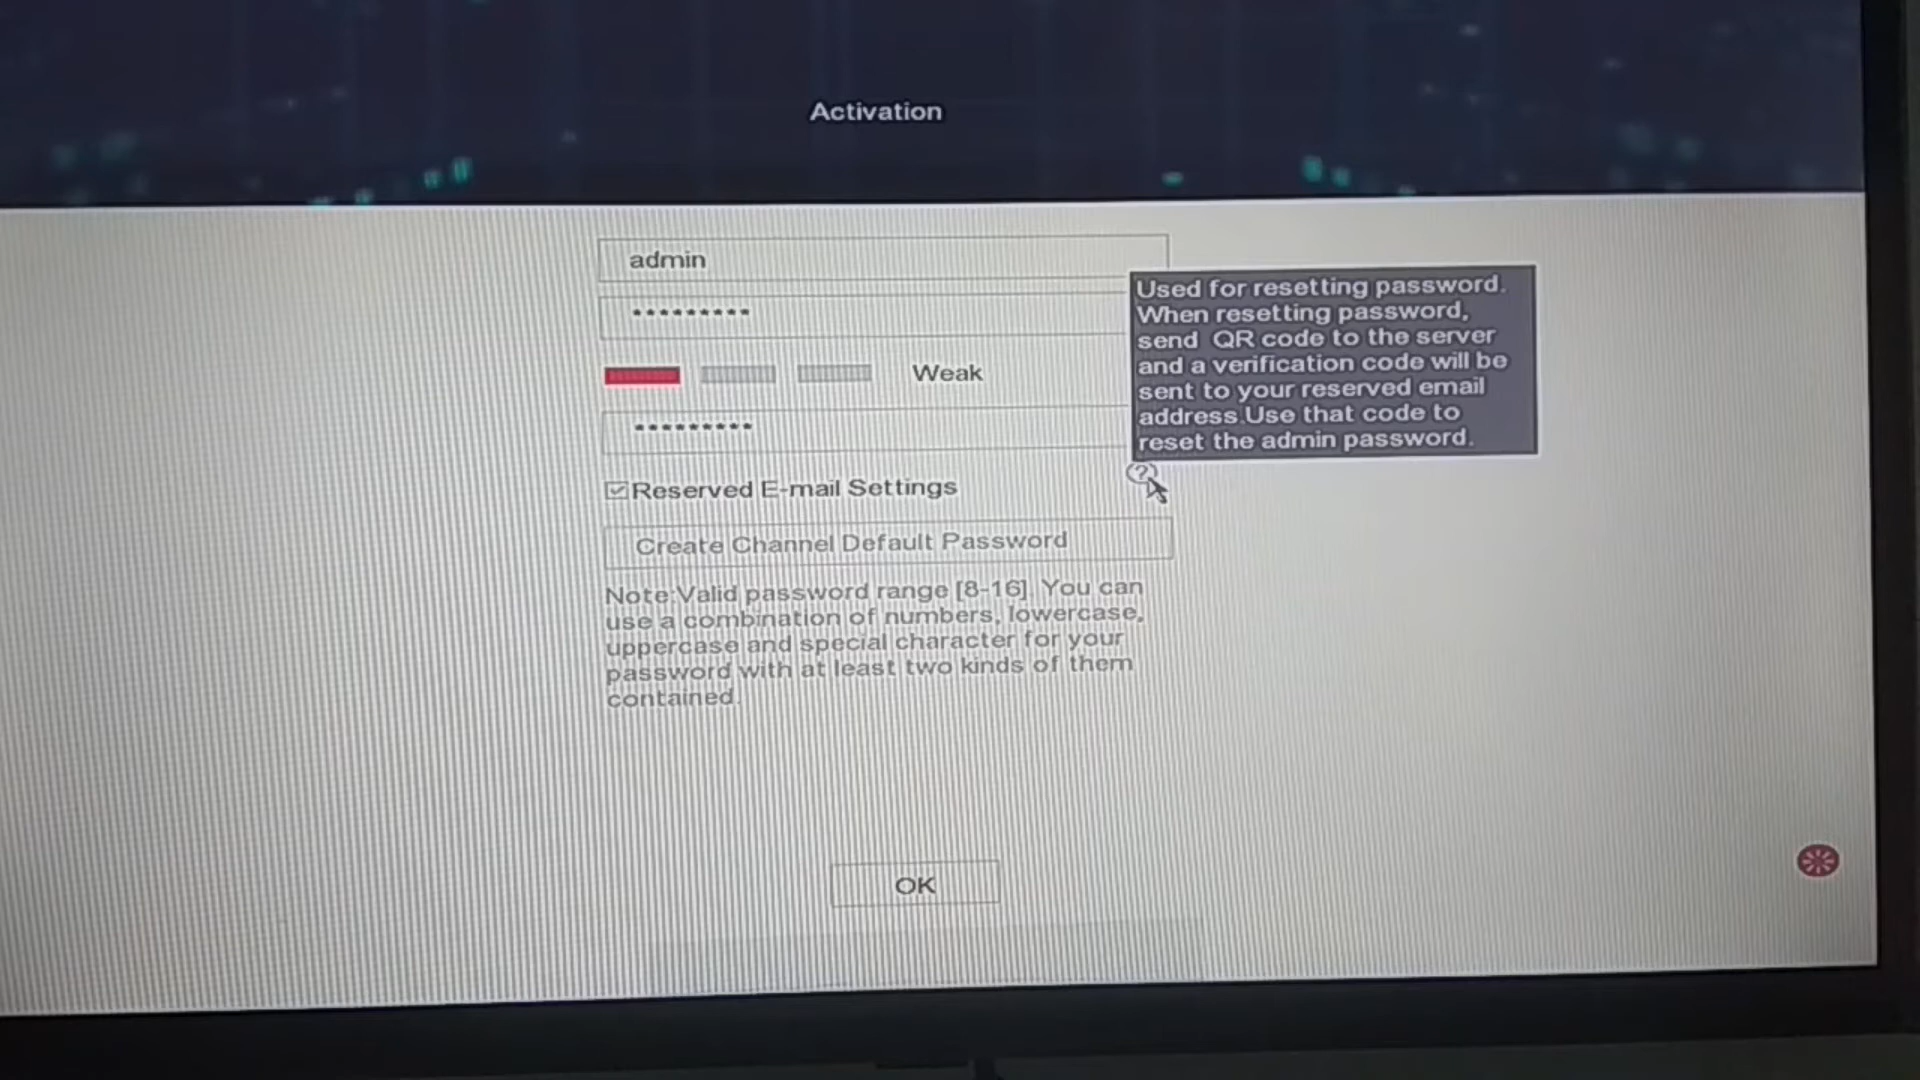 Activation
admin
•••••••••
Weak
•••••••••
Used for resetting password.
When resetting password,
send QR code to the server
and a verification code will be
sent to your reserved email
address.Use that code to
reset the admin password.
Reserved E-mail Settings
?
Create Channel Default Password
Note:Valid password range [8-16]. You can
use a combination of numbers, lowercase,
uppercase and special character for your
password with at least two kinds of them
contained.
OK